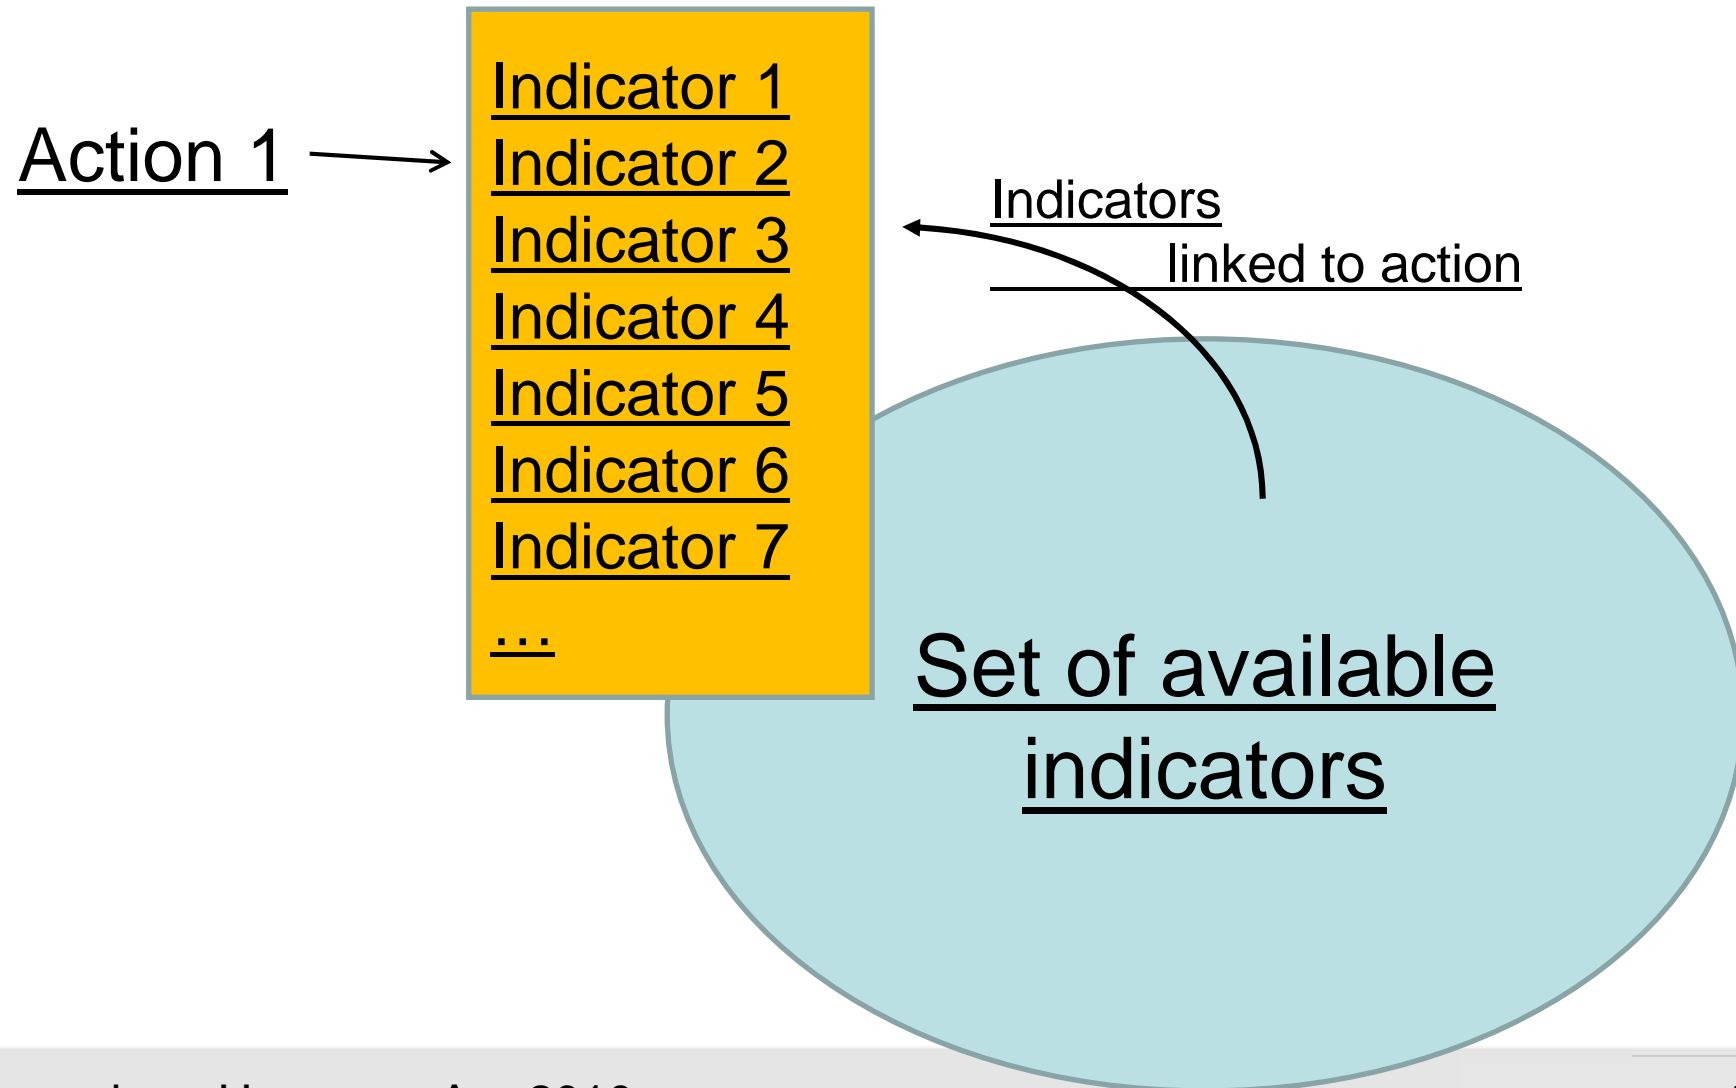 Action 1
Indicator 1
Indicator 2
Indicator 3
Indicator 4
Indicator 5
Indicator 6
Indicator 7
…
Indicators
linked to action
Set of available
indicators